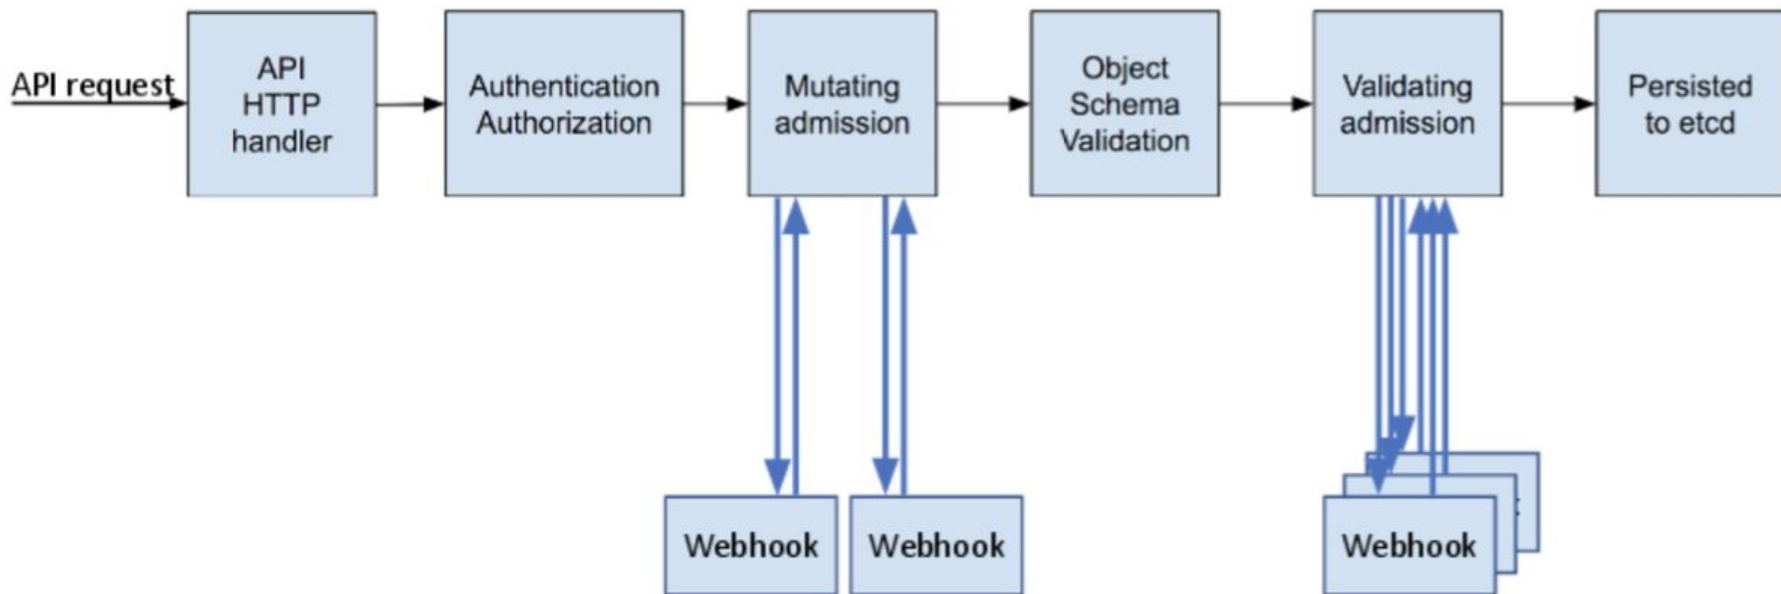 API request
API
HTTP
handler
Authentication
Authorization
Mutating
admission
Object
Schema
Validation
Validating
admission
Persisted
to etcd
Webhook
Webhook
Webhook